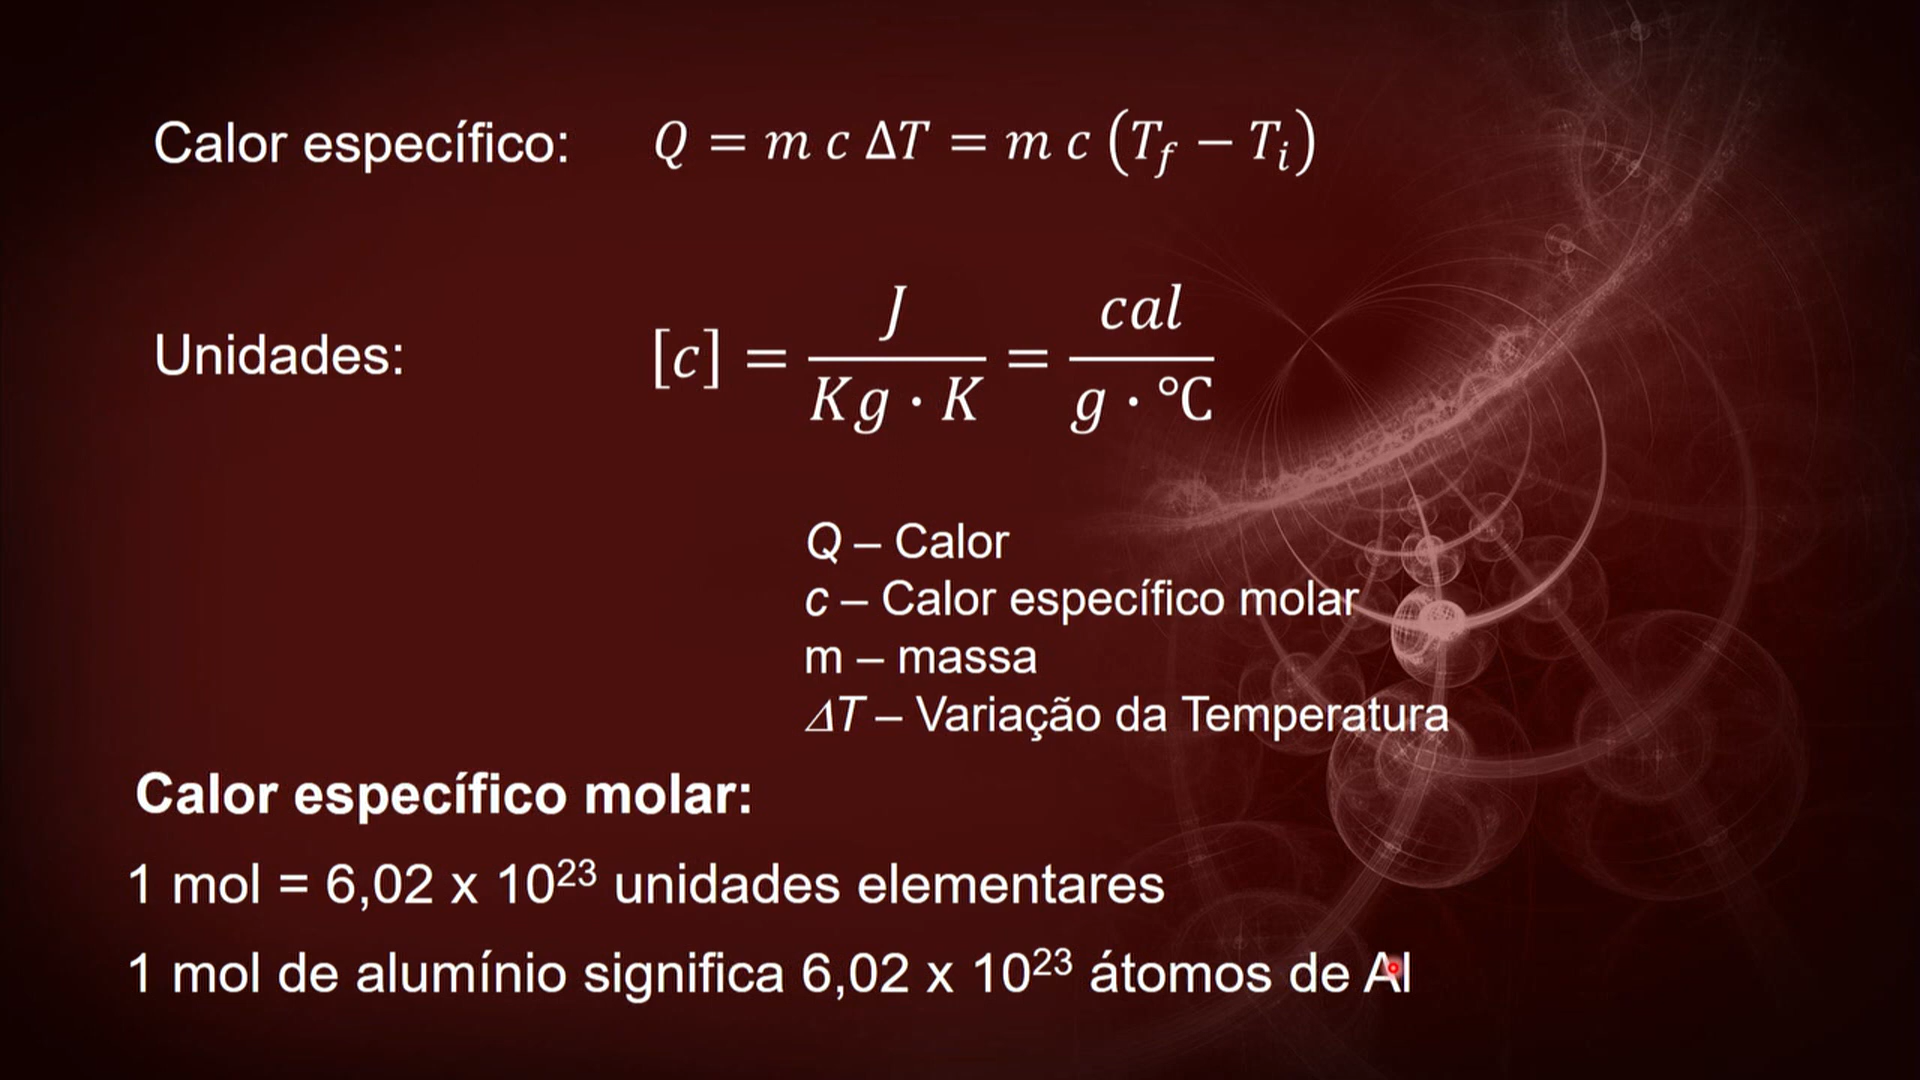 Calor específico: Q = m c ΔT = m c (T_f − T_i)
Unidades: [c] = J / (Kg · K) = cal / (g · °C)
Q – Calor
c – Calor específico molar
m – massa
ΔT – Variação da Temperatura
Calor específico molar:
1 mol = 6,02 x 10²³ unidades elementares
1 mol de alumínio significa 6,02 x 10²³ átomos de Al